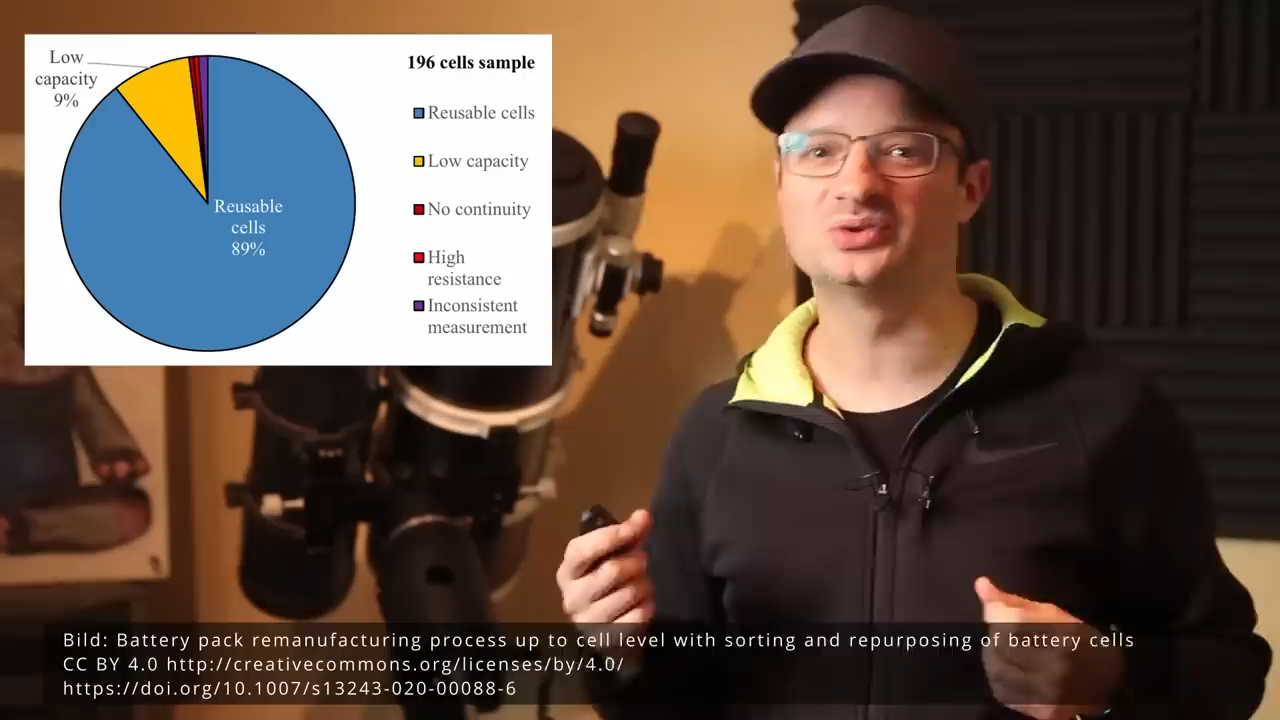 Low
capacity
9%
Reusable
cells
89%
196 cells sample
Reusable cells
Low capacity
No continuity
High
resistance
Inconsistent
measurement
Bild: Battery pack remanufacturing process up to cell level with sorting and repurposing of battery cells
CC BY 4.0 http://creativecommons.org/licenses/by/4.0/
https://doi.org/10.1007/s13243-020-00088-6